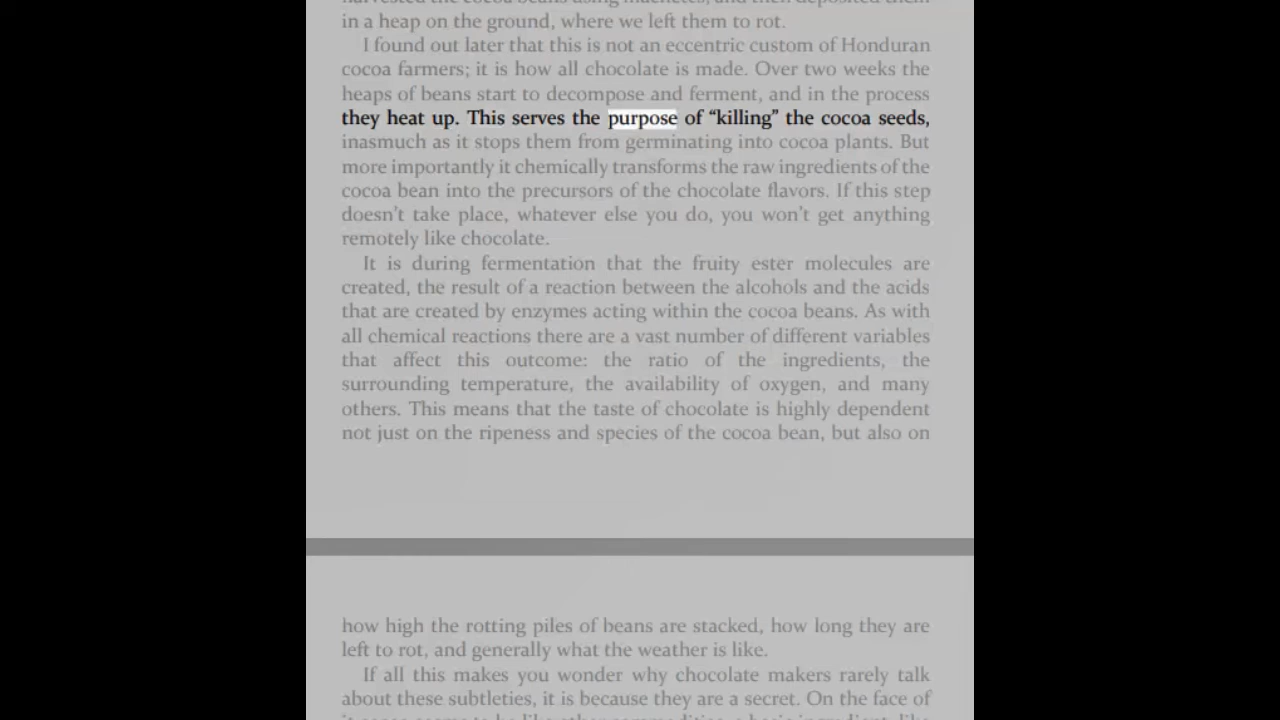 harvested the cocoa beans using machetes, and then deposited them
in a heap on the ground, where we left them to rot.
I found out later that this is not an eccentric custom of Honduran
cocoa farmers; it is how all chocolate is made. Over two weeks the
heaps of beans start to decompose and ferment, and in the process
they heat up. This serves the purpose of “killing” the cocoa seeds,
inasmuch as it stops them from germinating into cocoa plants. But
more importantly it chemically transforms the raw ingredients of the
cocoa bean into the precursors of the chocolate flavors. If this step
doesn’t take place, whatever else you do, you won’t get anything
remotely like chocolate.
It is during fermentation that the fruity ester molecules are
created, the result of a reaction between the alcohols and the acids
that are created by enzymes acting within the cocoa beans. As with
all chemical reactions there are a vast number of different variables
that affect this outcome: the ratio of the ingredients, the
surrounding temperature, the availability of oxygen, and many
others. This means that the taste of chocolate is highly dependent
not just on the ripeness and species of the cocoa bean, but also on
how high the rotting piles of beans are stacked, how long they are
left to rot, and generally what the weather is like.
If all this makes you wonder why chocolate makers rarely talk
about these subtleties, it is because they are a secret. On the face of